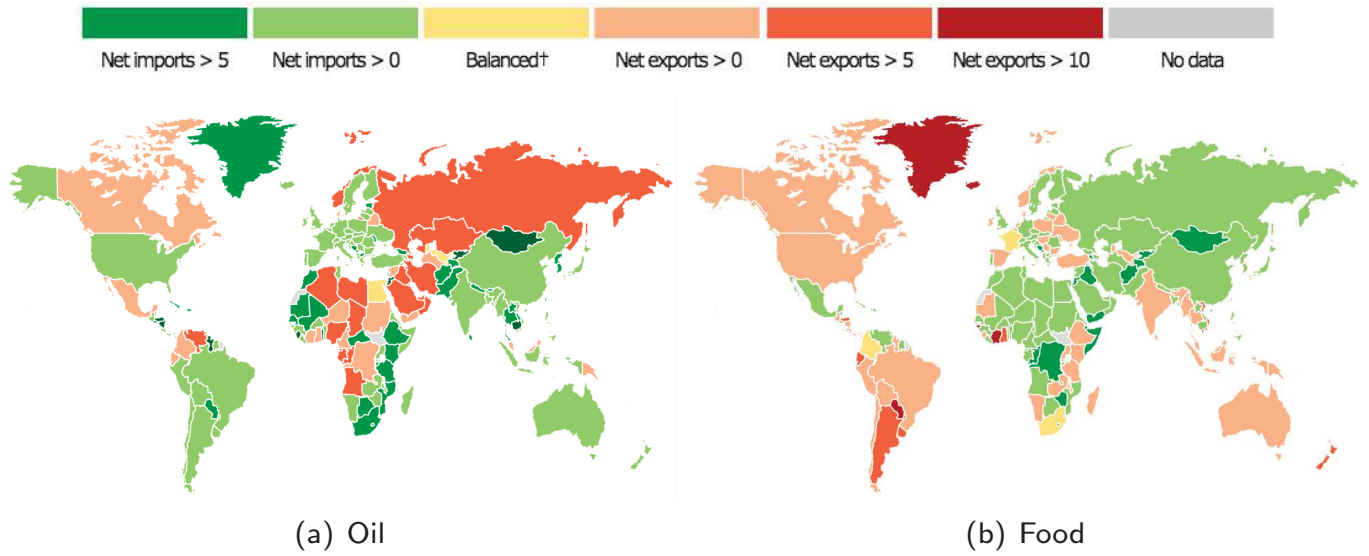 Net imports > 5 Net imports > 0 Balanced† Net exports > 0 Net exports > 5 Net exports > 10 No data
(a) Oil (b) Food